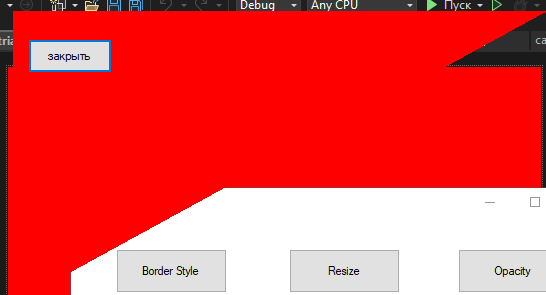 Debug
Any CPU
Пуск
закрыть
Border Style
Resize
Opacity